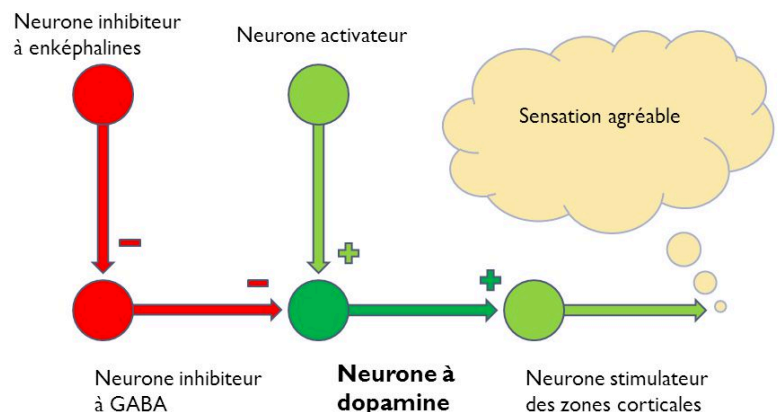 Neurone inhibiteur
à enképhalines
Neurone activateur
Sensation agréable
Neurone inhibiteur
à GABA
Neurone à
dopamine
Neurone stimulateur
des zones corticales